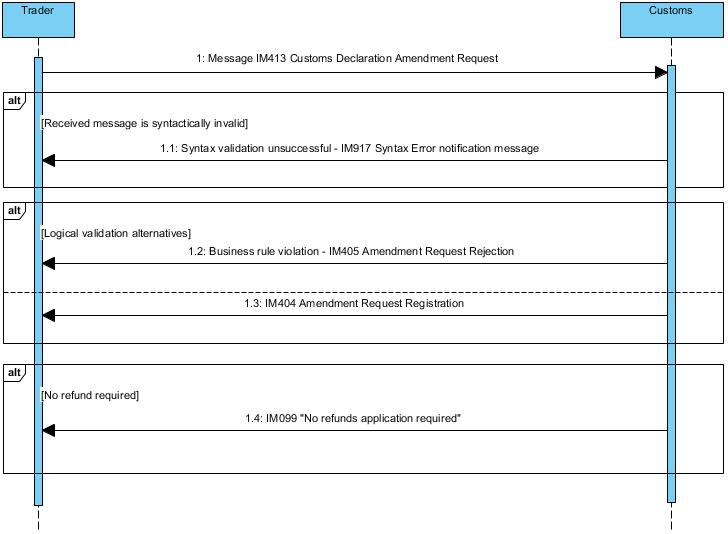 Trader
Customs
1: Message IM413 Customs Declaration Amendment Request
alt
[Received message is syntactically invalid]
1.1: Syntax validation unsuccessful - IM917 Syntax Error notification message
alt
[Logical validation alternatives]
1.2: Business rule violation - IM405 Amendment Request Rejection
1.3: IM404 Amendment Request Registration
alt
[No refund required]
1.4: IM099 "No refunds application required"